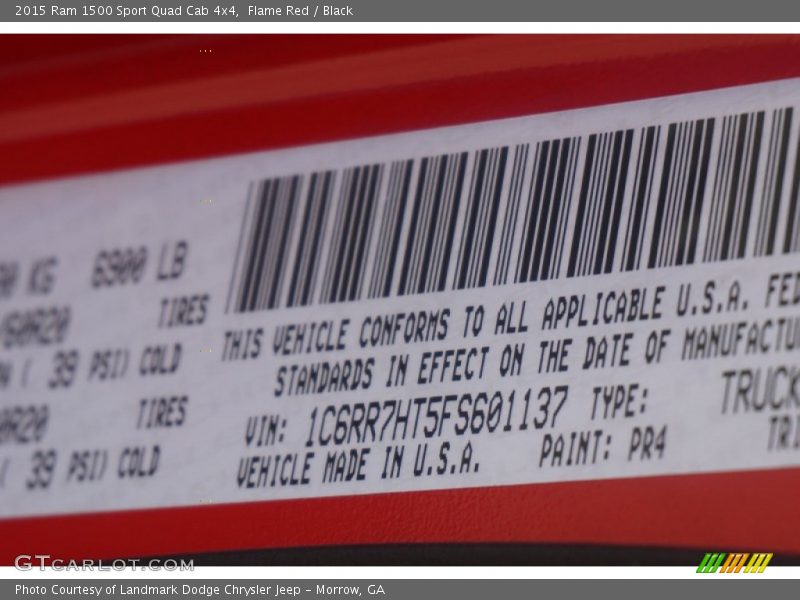 2015 Ram 1500 Sport Quad Cab 4x4, Flame Red / Black
KG 6900 LB
TIRES
( 39 PSI) COLD
TIRES
( 39 PSI) COLD
THIS VEHICLE CONFORMS TO ALL APPLICABLE U.S.A.
STANDARDS IN EFFECT ON THE DATE OF
VIN: 1C6RR7HT5FS601137 TYPE: TRUCK
VEHICLE MADE IN U.S.A. PAINT: PR4
GTcarlot.com
Photo Courtesy of Landmark Dodge Chrysler Jeep - Morrow, GA